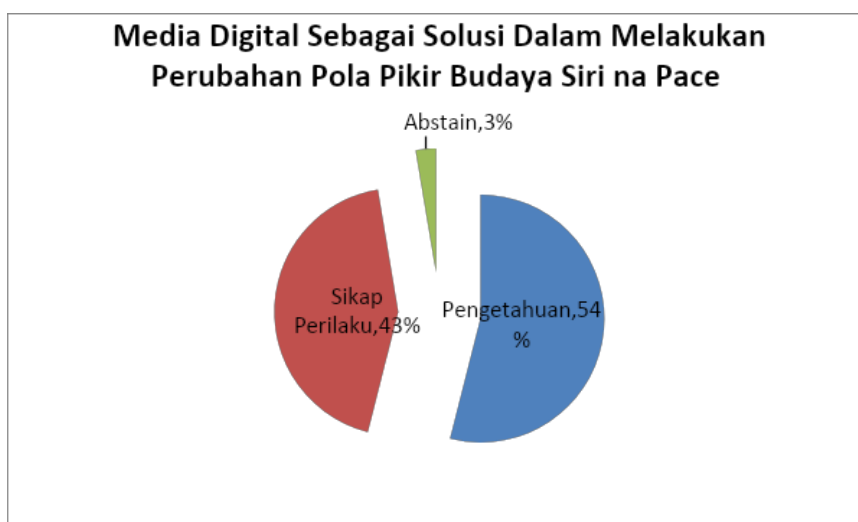 Media Digital Sebagai Solusi Dalam Melakukan
Perubahan Pola Pikir Budaya Siri na Pace
Abstain,3%
Sikap
Perilaku,43%
Pengetahuan,54
%